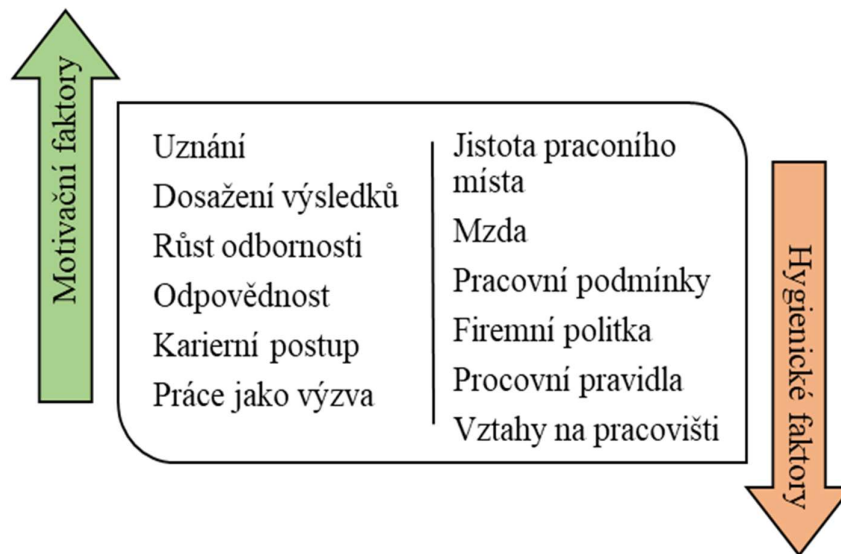 Motivační faktory
Uznání
Dosažení výsledků
Růst odbornosti
Odpovědnost
Karierní postup
Práce jako výzva
Jistota praconího
místa
Mzda
Pracovní podmínky
Firemní politka
Procovní pravidla
Vztahy na pracovišti
Hygienické faktory